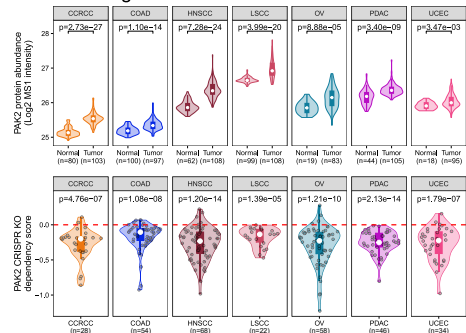 CCRCC COAD HNSCC LSCC OV PDAC UCEC
p=2.73e−27 p=1.10e−14 p=7.28e−24 p=3.99e−20 p=8.88e−05 p=3.40e−09 p=3.47e−03
PAK2 protein abundance
(Log2 MS1 intensity)
28
27
26
25
Normal Tumor Normal Tumor Normal Tumor Normal Tumor Normal Tumor Normal Tumor Normal Tumor
(n=80) (n=103) (n=100) (n=97) (n=62) (n=108) (n=99) (n=108) (n=19) (n=83) (n=44) (n=105) (n=18) (n=95)
CCRCC COAD HNSCC LSCC OV PDAC UCEC
p=4.76e−07 p=1.08e−08 p=1.20e−14 p=1.39e−05 p=1.21e−10 p=2.13e−14 p=1.79e−07
PAK2 CRISPR KO
dependency score
0.0
−0.5
−1.0
CCRCC COAD HNSCC LSCC OV PDAC UCEC
(n=28) (n=54) (n=68) (n=22) (n=58) (n=46) (n=34)